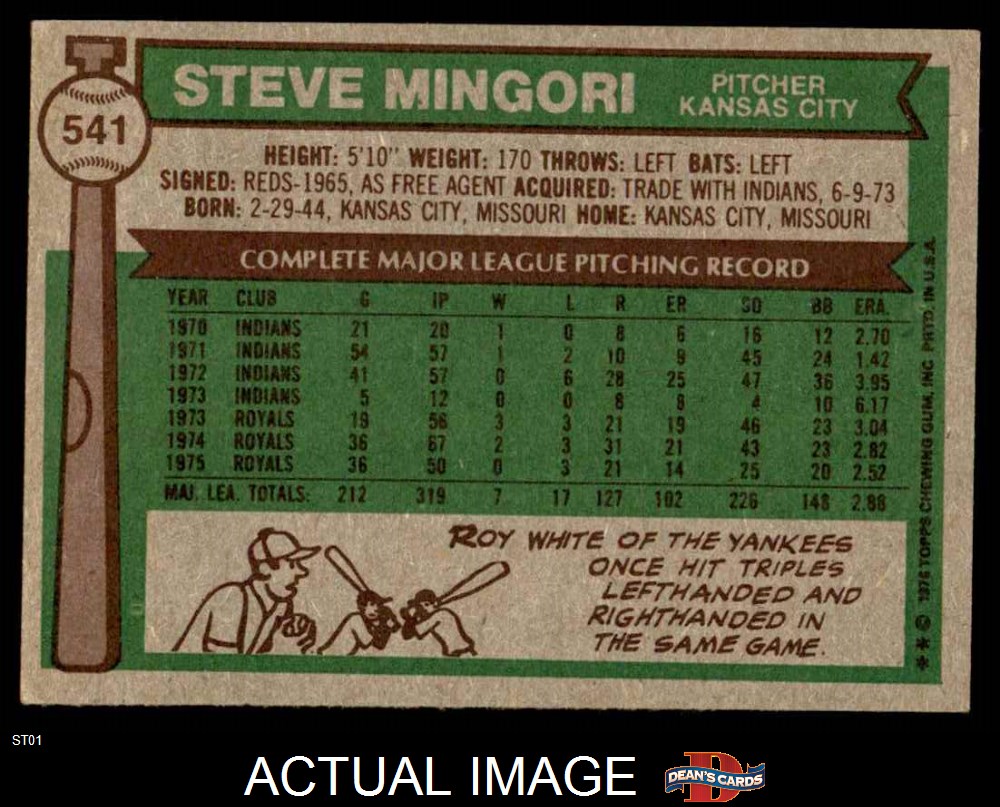 541
STEVE MINGORI
PITCHER
KANSAS CITY
HEIGHT: 5'10" WEIGHT: 170 THROWS: LEFT BATS: LEFT
SIGNED: REDS-1965, AS FREE AGENT ACQUIRED: TRADE WITH INDIANS, 6-9-73
BORN: 2-29-44, KANSAS CITY, MISSOURI HOME: KANSAS CITY, MISSOURI
COMPLETE MAJOR LEAGUE PITCHING RECORD
YEAR CLUB G IP W L R ER SO BB ERA.
1970 INDIANS 21 20 1 0 8 6 16 12 2.70
1971 INDIANS 54 57 1 2 10 9 45 24 1.42
1972 INDIANS 41 57 0 6 28 25 47 36 3.95
1973 INDIANS 5 12 0 0 8 8 4 10 6.17
1973 ROYALS 19 56 3 3 21 19 46 23 3.04
1974 ROYALS 36 67 2 3 31 21 43 23 2.82
1975 ROYALS 36 50 0 3 21 14 25 20 2.52
MAJ. LEA. TOTALS: 212 319 7 17 127 102 226 148 2.88
ROY WHITE OF THE YANKEES
ONCE HIT TRIPLES
LEFTHANDED AND
RIGHTHANDED IN
THE SAME GAME.
** © 1976 TOPPS CHEWING GUM, INC. PRTD. IN U.S.A.
ST01
ACTUAL IMAGE
DEAN'S CARDS